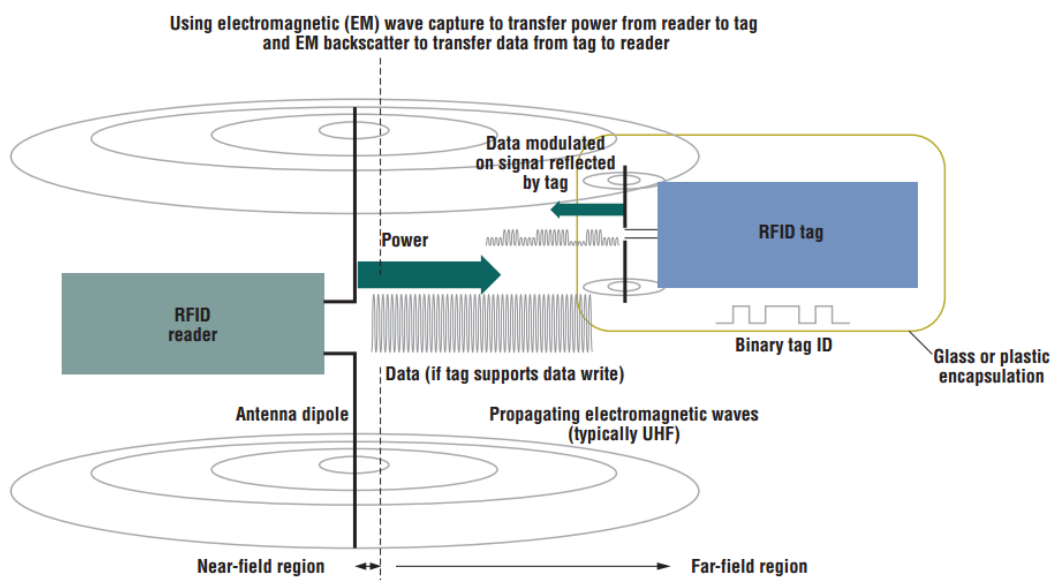 Using electromagnetic (EM) wave capture to transfer power from reader to tag
and EM backscatter to transfer data from tag to reader
Data modulated
on signal reflected
by tag
Power
RFID tag
RFID
reader
Binary tag ID
Glass or plastic
encapsulation
Data (if tag supports data write)
Antenna dipole
Propagating electromagnetic waves
(typically UHF)
Near-field region
Far-field region